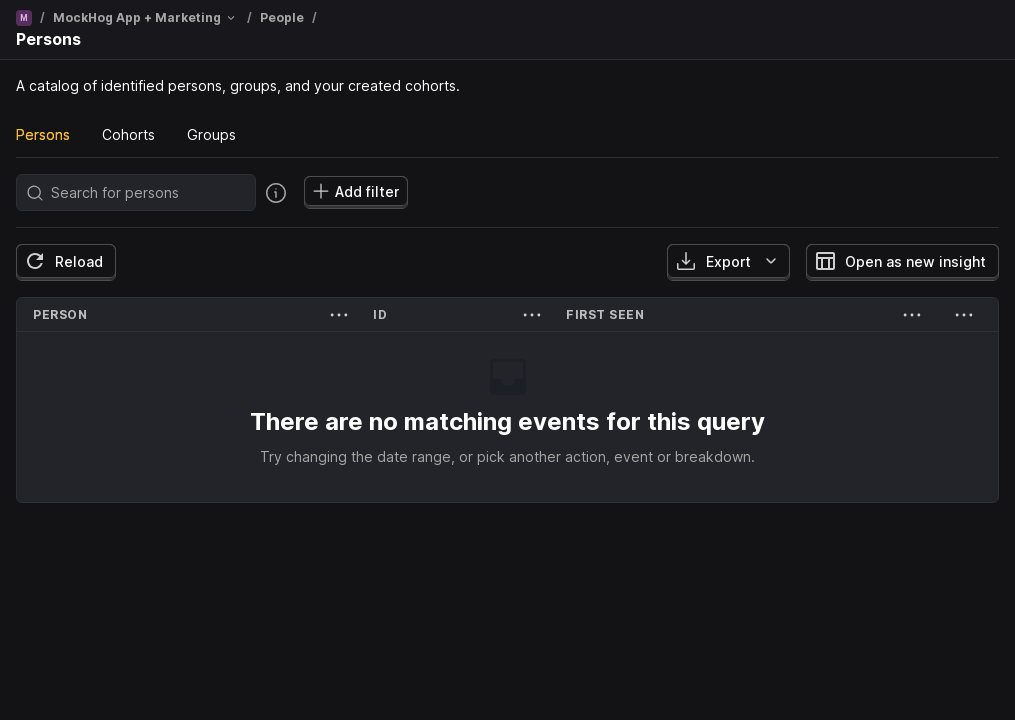 M / MockHog App + Marketing / People /
Persons
A catalog of identified persons, groups, and your created cohorts.
Persons Cohorts Groups
Search for persons Add filter
Reload Export Open as new insight
PERSON ID FIRST SEEN
There are no matching events for this query
Try changing the date range, or pick another action, event or breakdown.